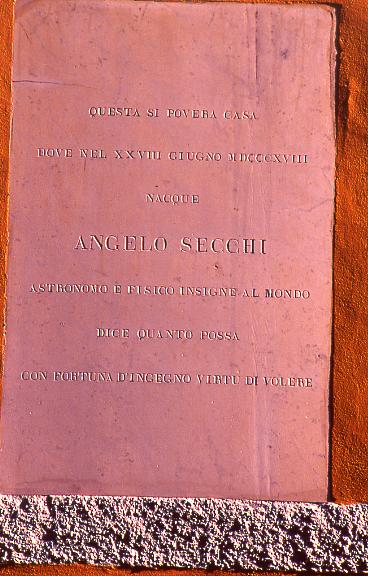 QUESTA SI POVERA CASA
DOVE NEL XXVIII GIUGNO MDCCCXVIII
NACQUE
ANGELO SECCHI
ASTRONOMO E FISICO INSIGNE AL MONDO
DICE QUANTO POSSA
CON FORTUNA D'INGEGNO VIRTÙ DI VOLERE